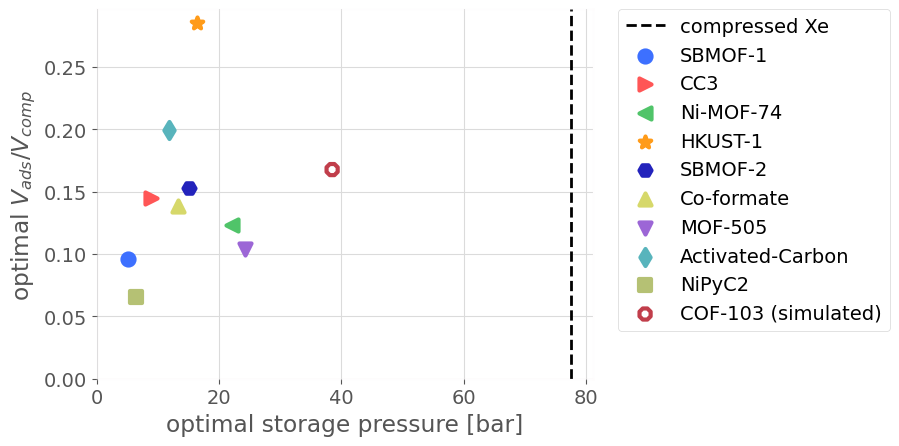 optimal V_ads/V_comp
0.25
0.20
0.15
0.10
0.05
0.00
0
20
40
60
80
optimal storage pressure [bar]
compressed Xe
SBMOF-1
CC3
Ni-MOF-74
HKUST-1
SBMOF-2
Co-formate
MOF-505
Activated-Carbon
NiPyC2
COF-103 (simulated)